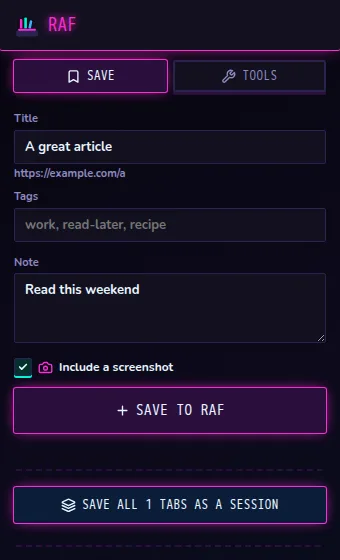 RAF
SAVE
TOOLS
Title
A great article
https://example.com/a
Tags
work, read-later, recipe
Note
Read this weekend
Include a screenshot
SAVE TO RAF
SAVE ALL 1 TABS AS A SESSION